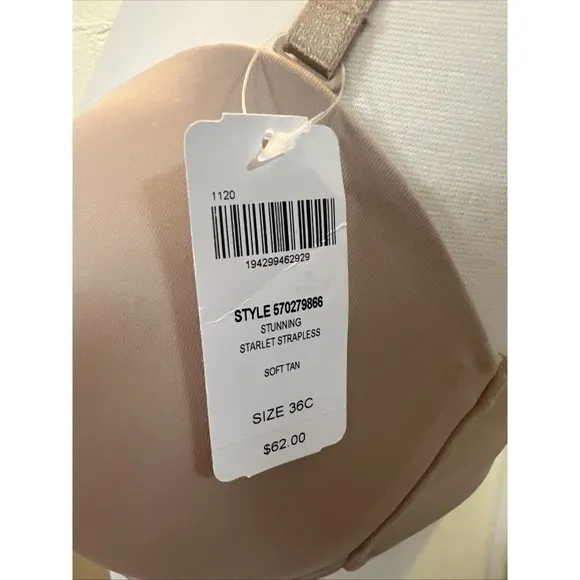 1120
194299462929
STYLE 570279866
STUNNING
STARLET STRAPLESS
SOFT TAN
SIZE 36C
$62.00